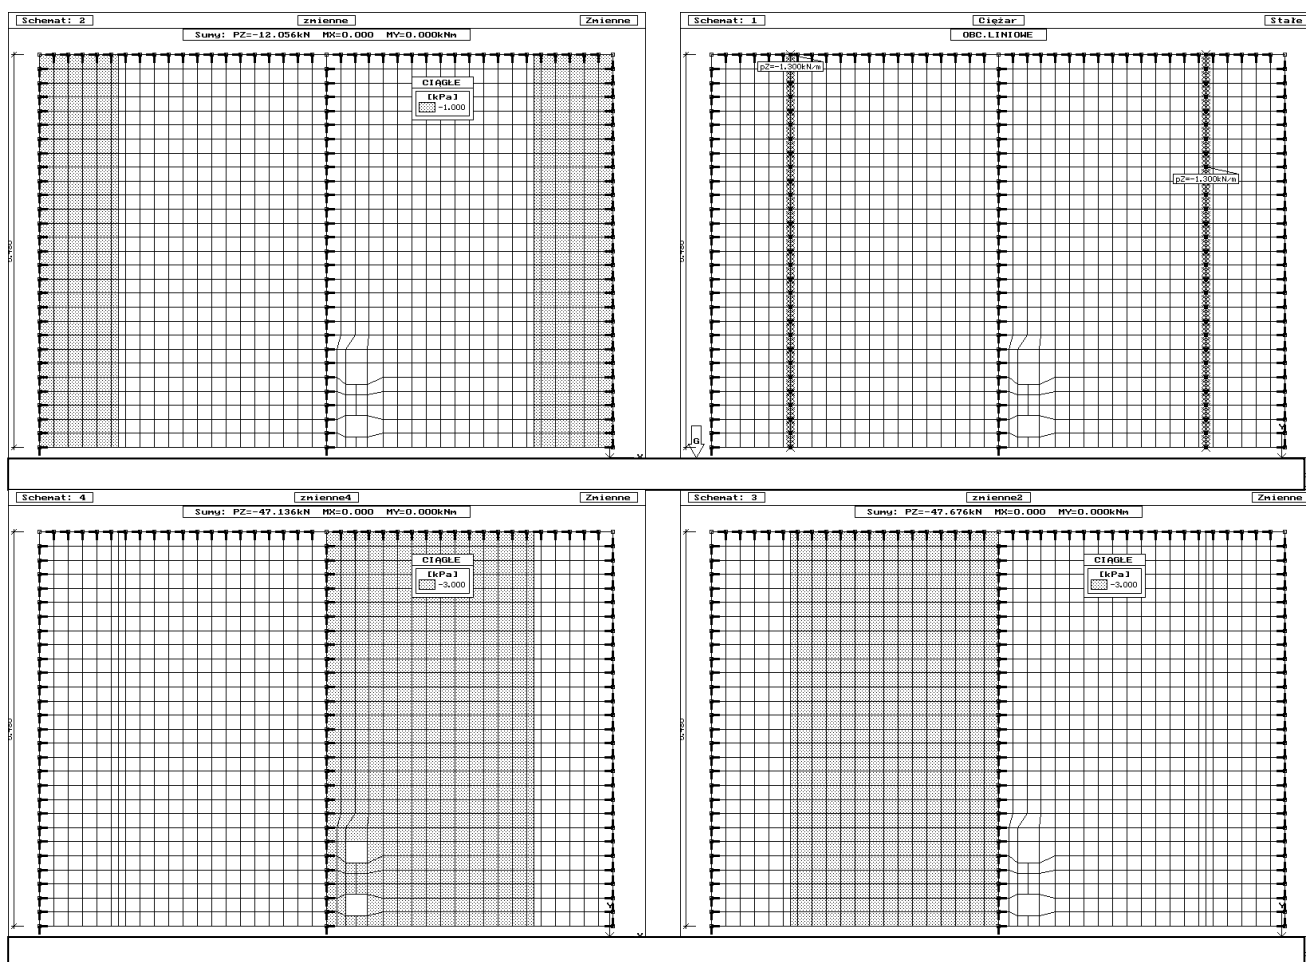 Schemat: 2 zmienne Zmienne
Sumy: PZ=-12.056kN MX=0.000 MY=0.000kNm
CIĄGŁE
[kPa]
-1.000
Schemat: 1 Ciężar Stałe
OBC.LINIOWE
pZ=-1.300kN/m
pZ=-1.300kN/m
G
Y
Schemat: 4 zmienne4 Zmienne
Sumy: PZ=-47.136kN MX=0.000 MY=0.000kNm
CIĄGŁE
[kPa]
-3.000
Schemat: 3 zmienne2 Zmienne
Sumy: PZ=-47.676kN MX=0.000 MY=0.000kNm
CIĄGŁE
[kPa]
-3.000